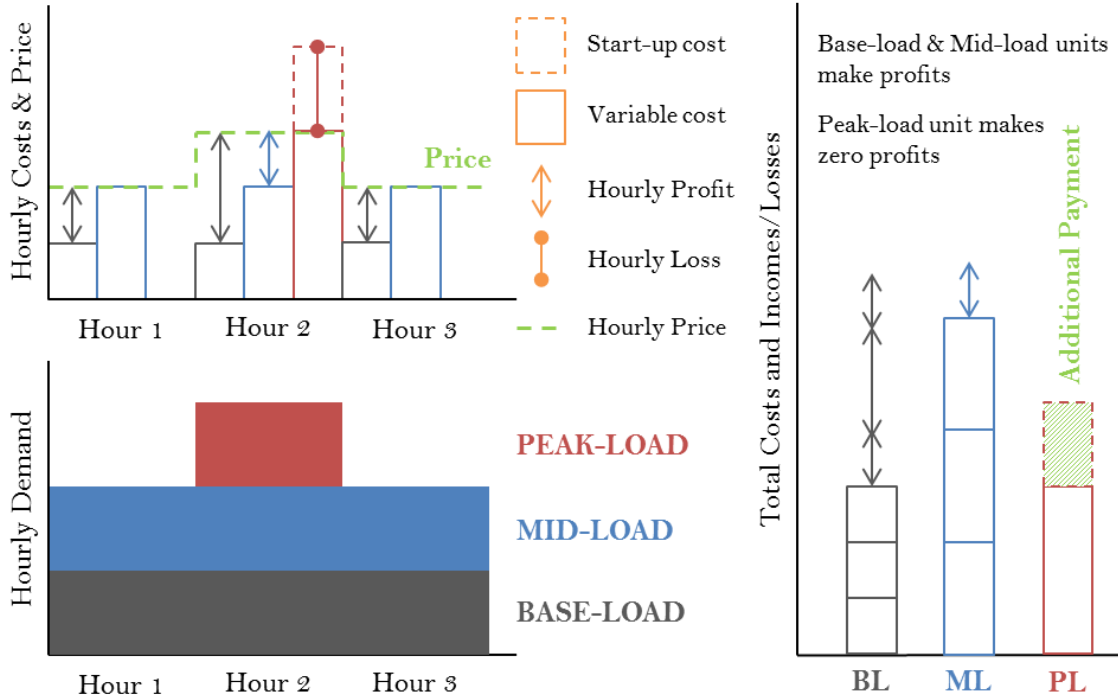 Hourly Costs & Price
Price
Hour 1
Hour 2
Hour 3
Start-up cost
Variable cost
Hourly Profit
Hourly Loss
Hourly Price
Hourly Demand
PEAK-LOAD
MID-LOAD
BASE-LOAD
Hour 1
Hour 2
Hour 3
Total Costs and Incomes/Losses
Base-load & Mid-load units
make profits
Peak-load unit makes
zero profits
Additional Payment
BL
ML
PL